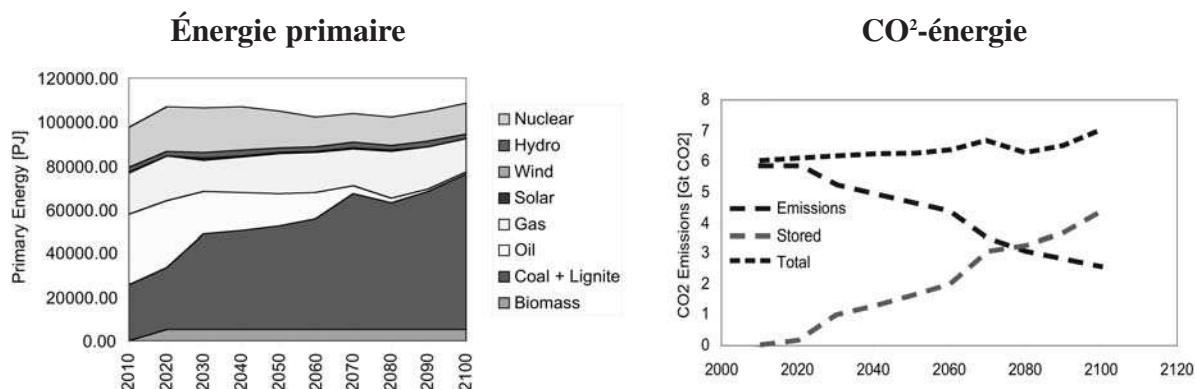 Énergie primaire
Primary Energy [PJ]
120000.00
100000.00
80000.00
60000.00
40000.00
20000.00
0.00
2010
2020
2030
2040
2050
2060
2070
2080
2090
2100
Nuclear
Hydro
Wind
Solar
Gas
Oil
Coal + Lignite
Biomass
CO²-énergie
CO2 Emissions [Gt CO2]
8
7
6
5
4
3
2
1
0
Emissions
Stored
Total
2000 2020 2040 2060 2080 2100 2120